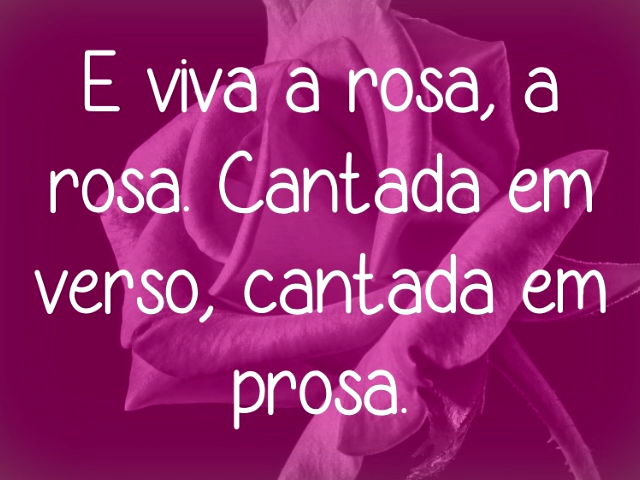 E viva a rosa, a
rosa. Cantada em
verso, cantada em
prosa.